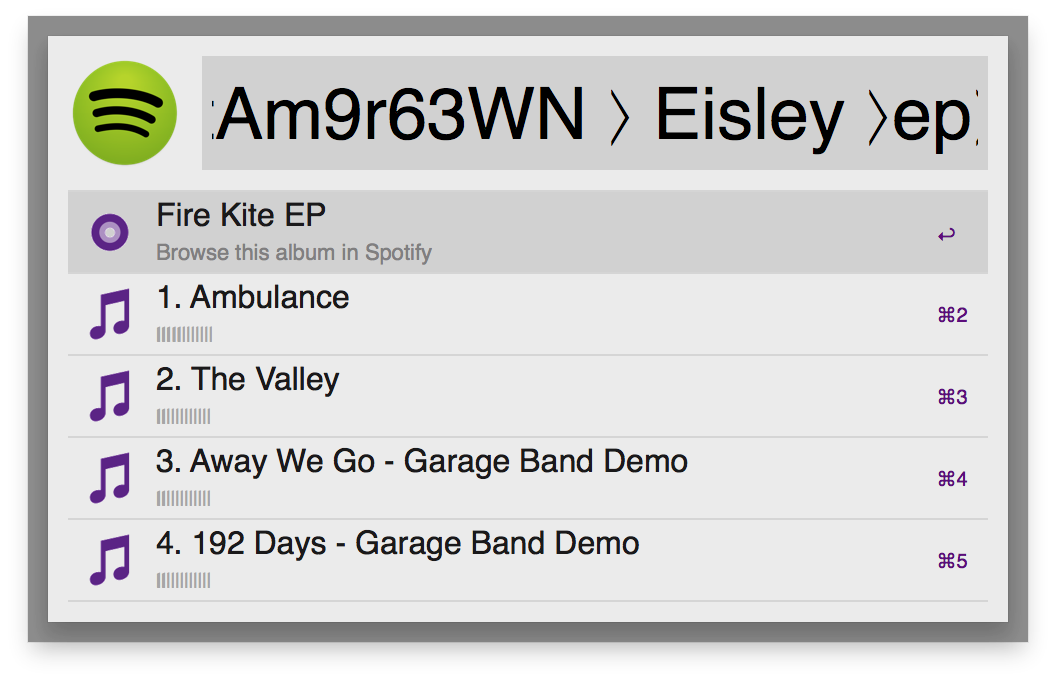 Am9r63WN 〉 Eisley 〉ep〉
Fire Kite EP
Browse this album in Spotify
↩
1. Ambulance
⌘2
2. The Valley
⌘3
3. Away We Go - Garage Band Demo
⌘4
4. 192 Days - Garage Band Demo
⌘5